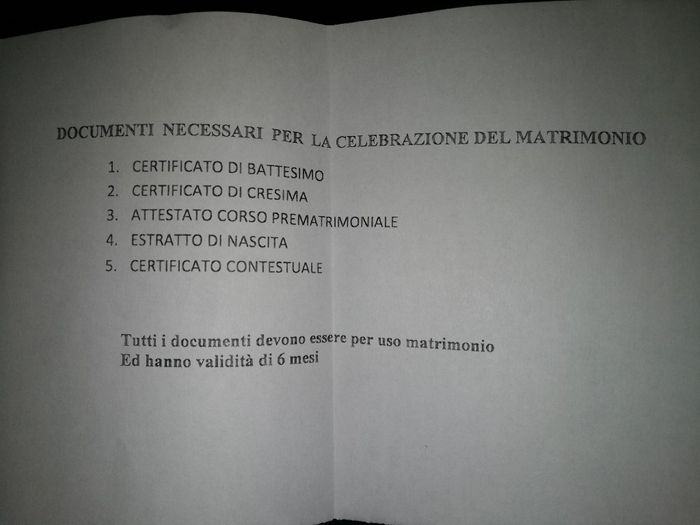 DOCUMENTI NECESSARI PER LA CELEBRAZIONE DEL MATRIMONIO
1. CERTIFICATO DI BATTESIMO
2. CERTIFICATO DI CRESIMA
3. ATTESTATO CORSO PREMATRIMONIALE
4. ESTRATTO DI NASCITA
5. CERTIFICATO CONTESTUALE
Tutti i documenti devono essere per uso matrimonio
Ed hanno validità di 6 mesi